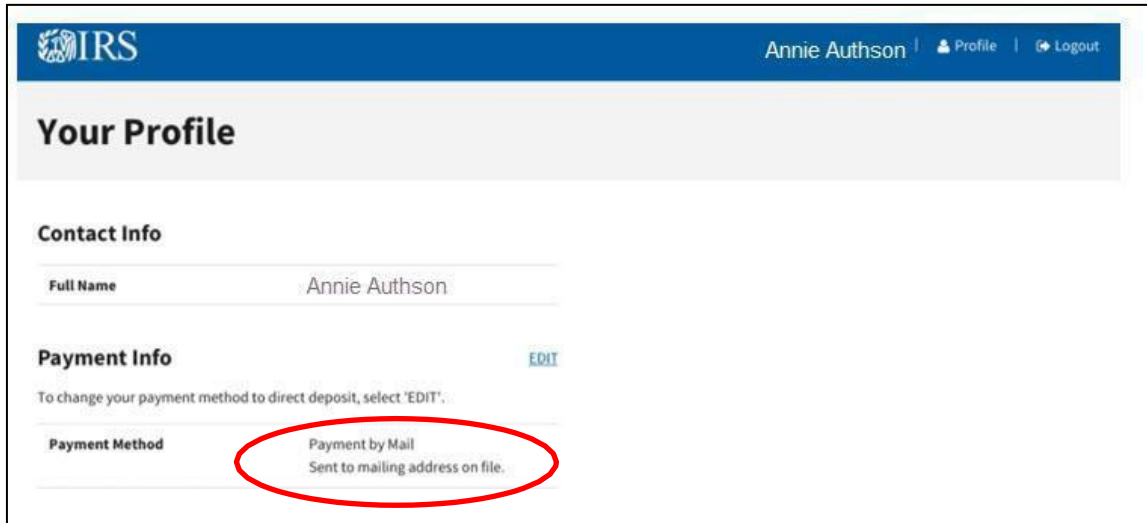 IRS
Annie Authson | Profile | Logout
Your Profile
Contact Info
Full Name Annie Authson
Payment Info EDIT
To change your payment method to direct deposit, select 'EDIT'.
Payment Method Payment by Mail
Sent to mailing address on file.